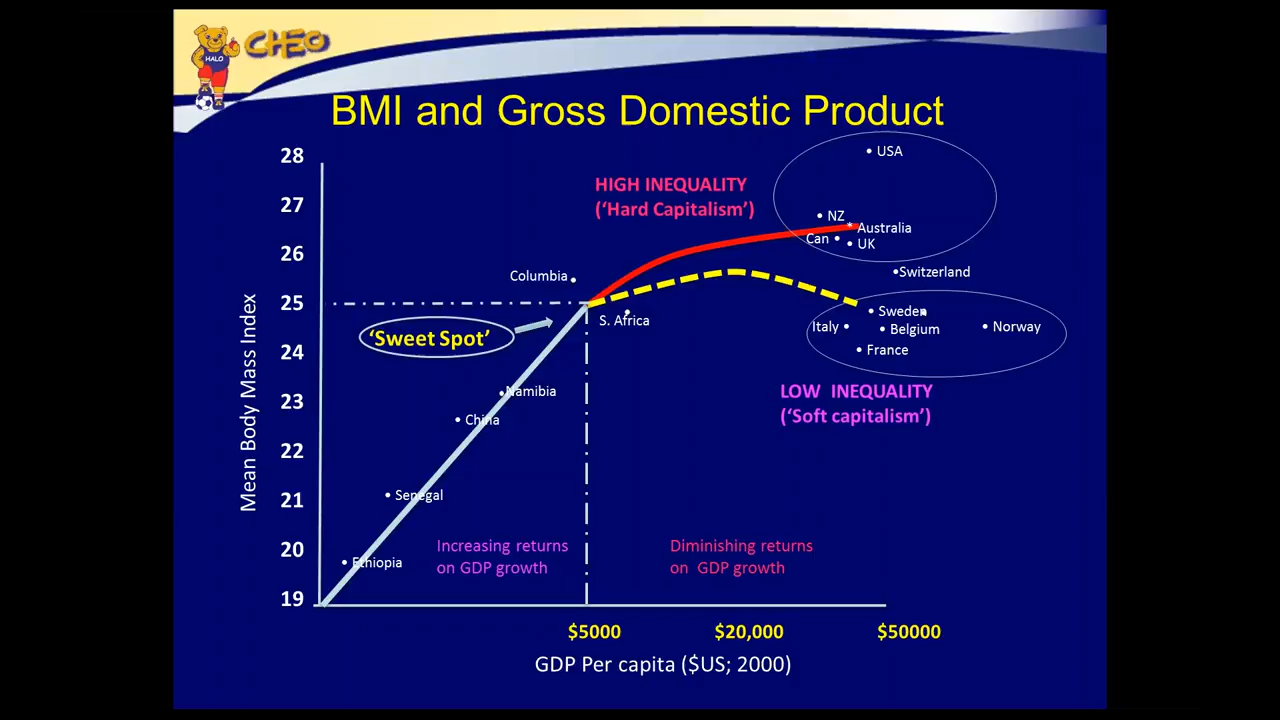 HALO
CHEO
BMI and Gross Domestic Product
28
27
26
25
24
23
22
21
20
19
Mean Body Mass Index
HIGH INEQUALITY
('Hard Capitalism')
USA
NZ
Australia
Can
UK
Columbia
Switzerland
S. Africa
Sweden
Italy
Belgium
Norway
France
'Sweet Spot'
LOW INEQUALITY
('Soft capitalism')
Namibia
China
Senegal
Ethiopia
Increasing returns
on GDP growth
Diminishing returns
on GDP growth
$5000
$20,000
$50000
GDP Per capita ($US; 2000)